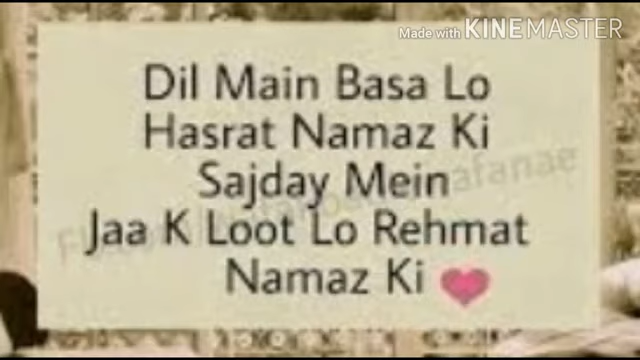 Made with KINEMASTER
Dil Main Basa Lo
Hasrat Namaz Ki
Sajday Mein
Jaa K Loot Lo Rehmat
Namaz Ki